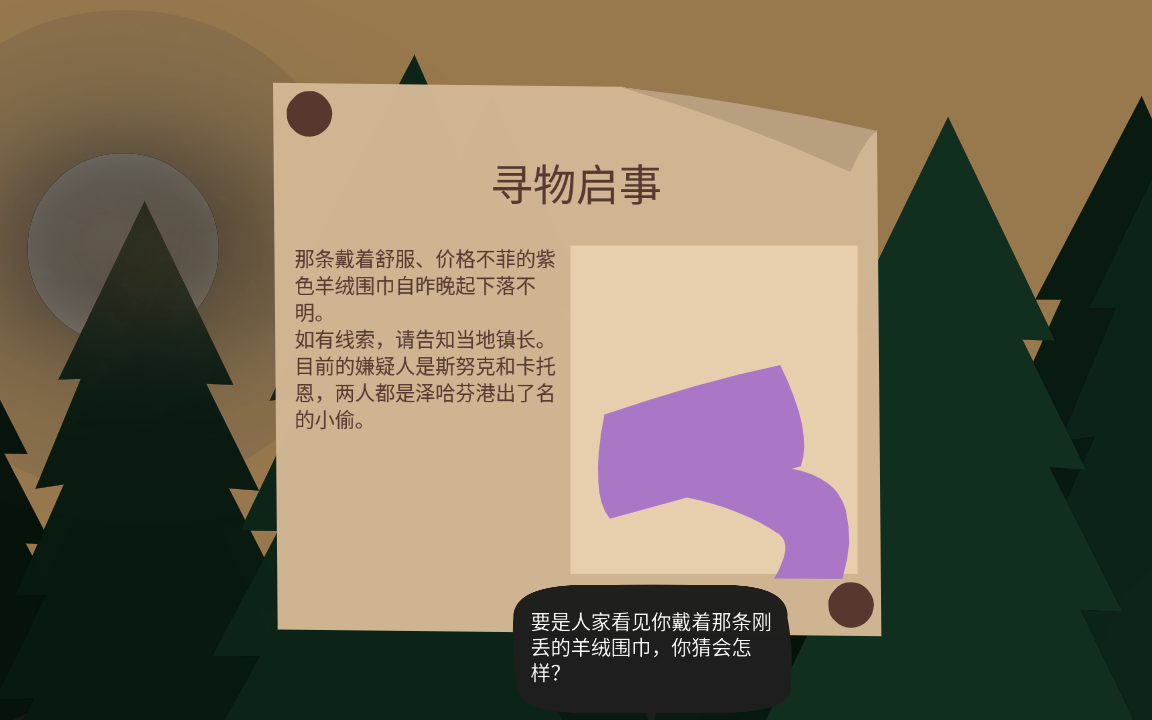 寻物启事
那条戴着舒服、价格不菲的紫
色羊绒围巾自昨晚起下落不
明。
如有线索，请告知当地镇长。
目前的嫌疑人是斯努克和卡托
恩，两人都是泽哈芬港出了名
的小偷。
要是人家看见你戴着那条刚
丢的羊绒围巾，你猜会怎
样？